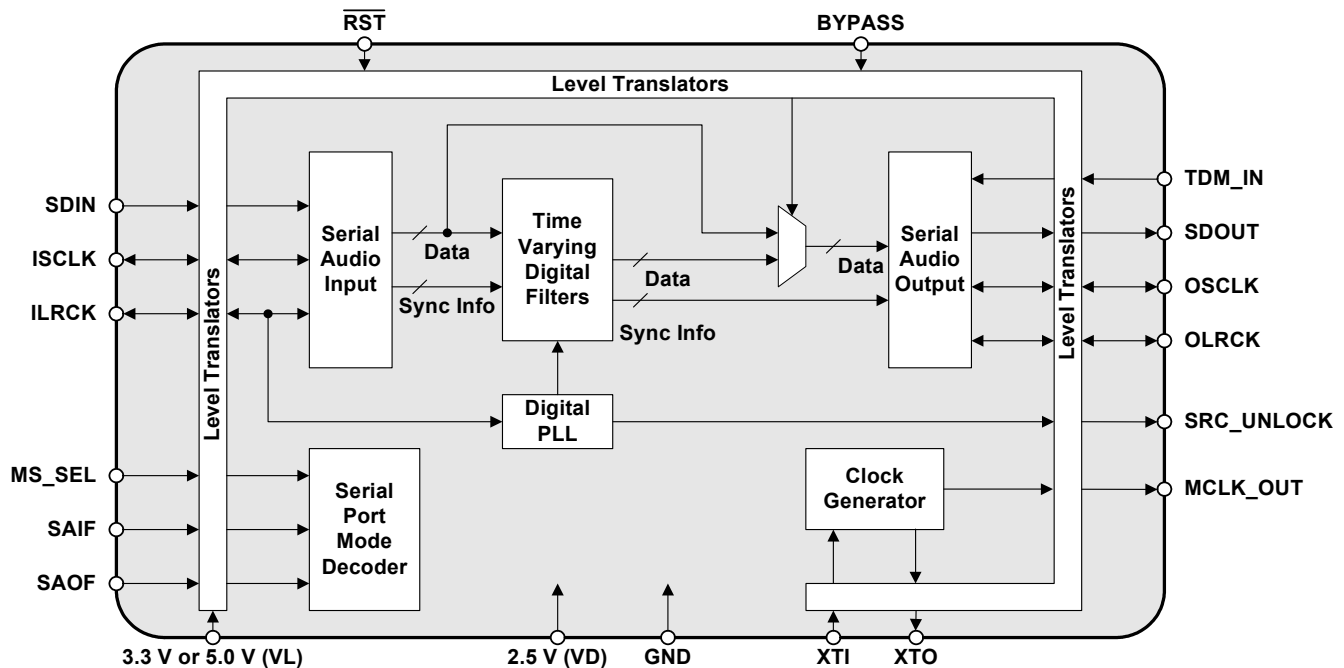 RST
BYPASS
Level Translators
Level Translators
Level Translators
SDIN
ISCLK
ILRCK
MS_SEL
SAIF
SAOF
Serial
Audio
Input
Data
Sync Info
Time
Varying
Digital
Filters
Data
Sync Info
Data
Serial
Audio
Output
TDM_IN
SDOUT
OSCLK
OLRCK
SRC_UNLOCK
MCLK_OUT
Digital
PLL
Serial
Port
Mode
Decoder
Clock
Generator
3.3 V or 5.0 V (VL)
2.5 V (VD)
GND
XTI
XTO